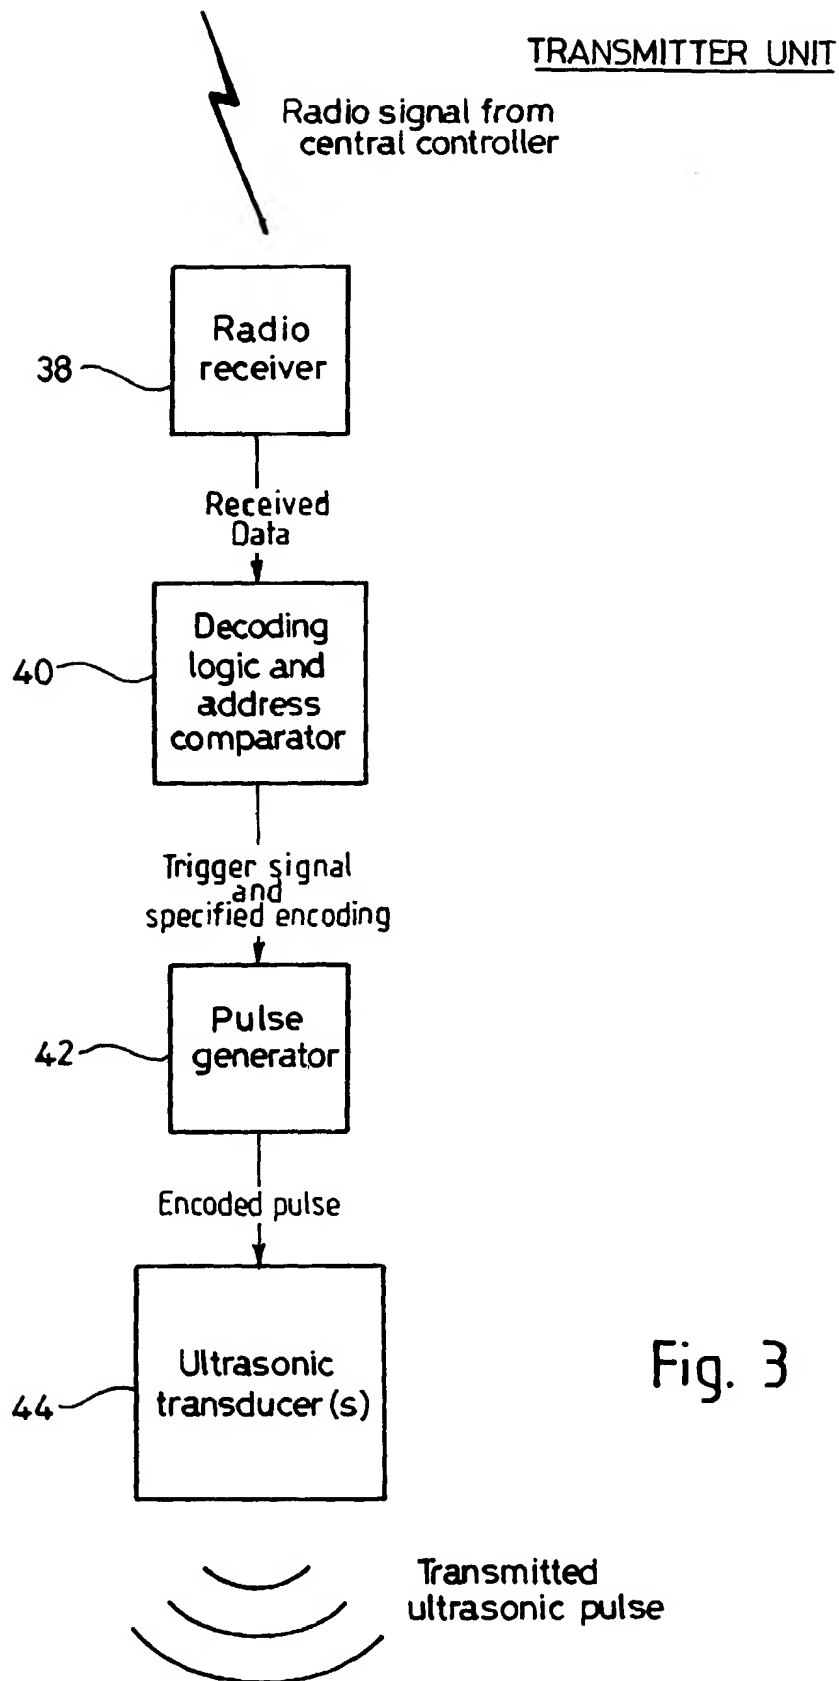 TRANSMITTER UNIT
Radio signal from
central controller
Radio
receiver
38
Received
Data
Decoding
logic and
address
comparator
40
Trigger signal
and
specified encoding
Pulse
generator
42
Encoded pulse
Ultrasonic
transducer(s)
44
Fig. 3
Transmitted
ultrasonic pulse